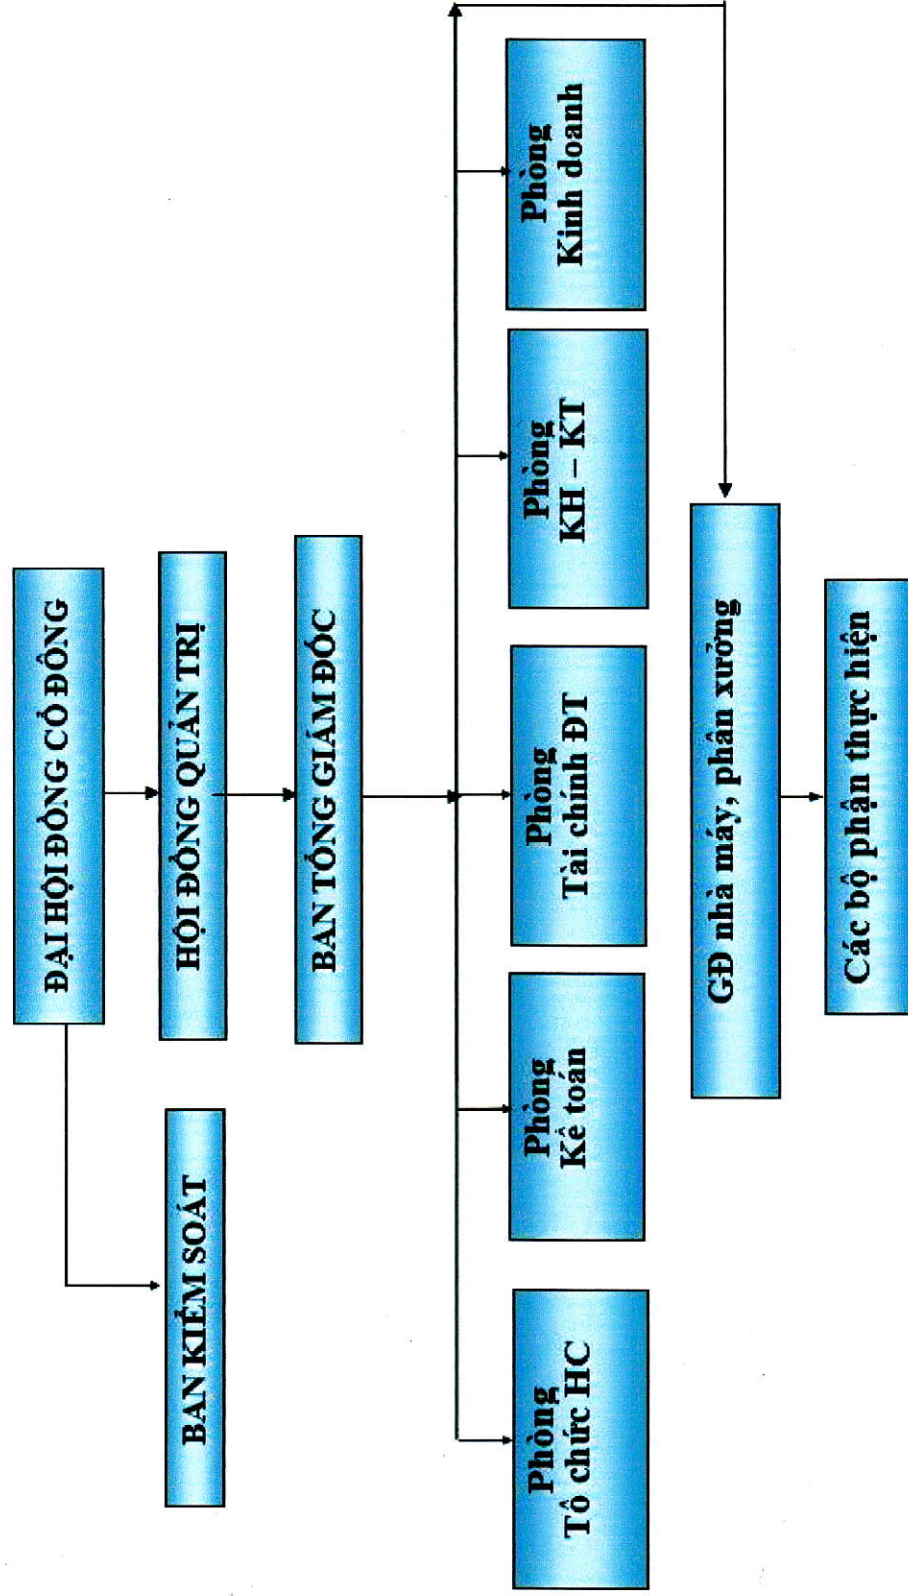 ĐẠI HỘI ĐỒNG CỔ ĐÔNG
BAN KIỂM SOÁT
HỘI ĐỒNG QUẢN TRỊ
BAN TỔNG GIÁM ĐỐC
Phòng
Tổ chức HC
Phòng
Kế toán
Phòng
Tài chính ĐT
Phòng
KH – KT
Phòng
Kinh doanh
GĐ nhà máy, phân xưởng
Các bộ phận thực hiện